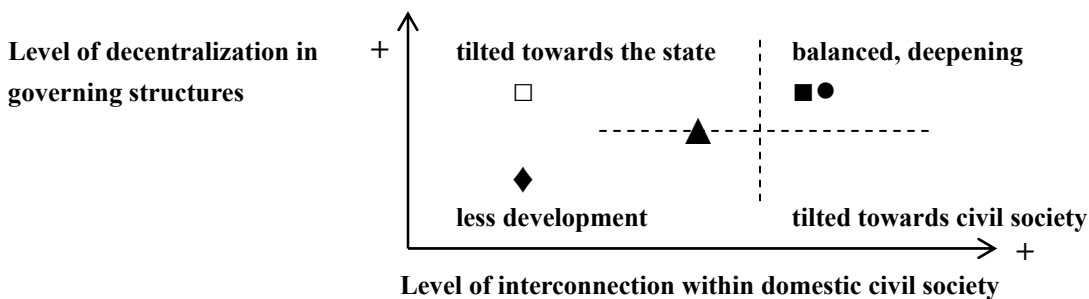 Level of decentralization in
governing structures
+
tilted towards the state
balanced, deepening
less development
tilted towards civil society
+
Level of interconnection within domestic civil society